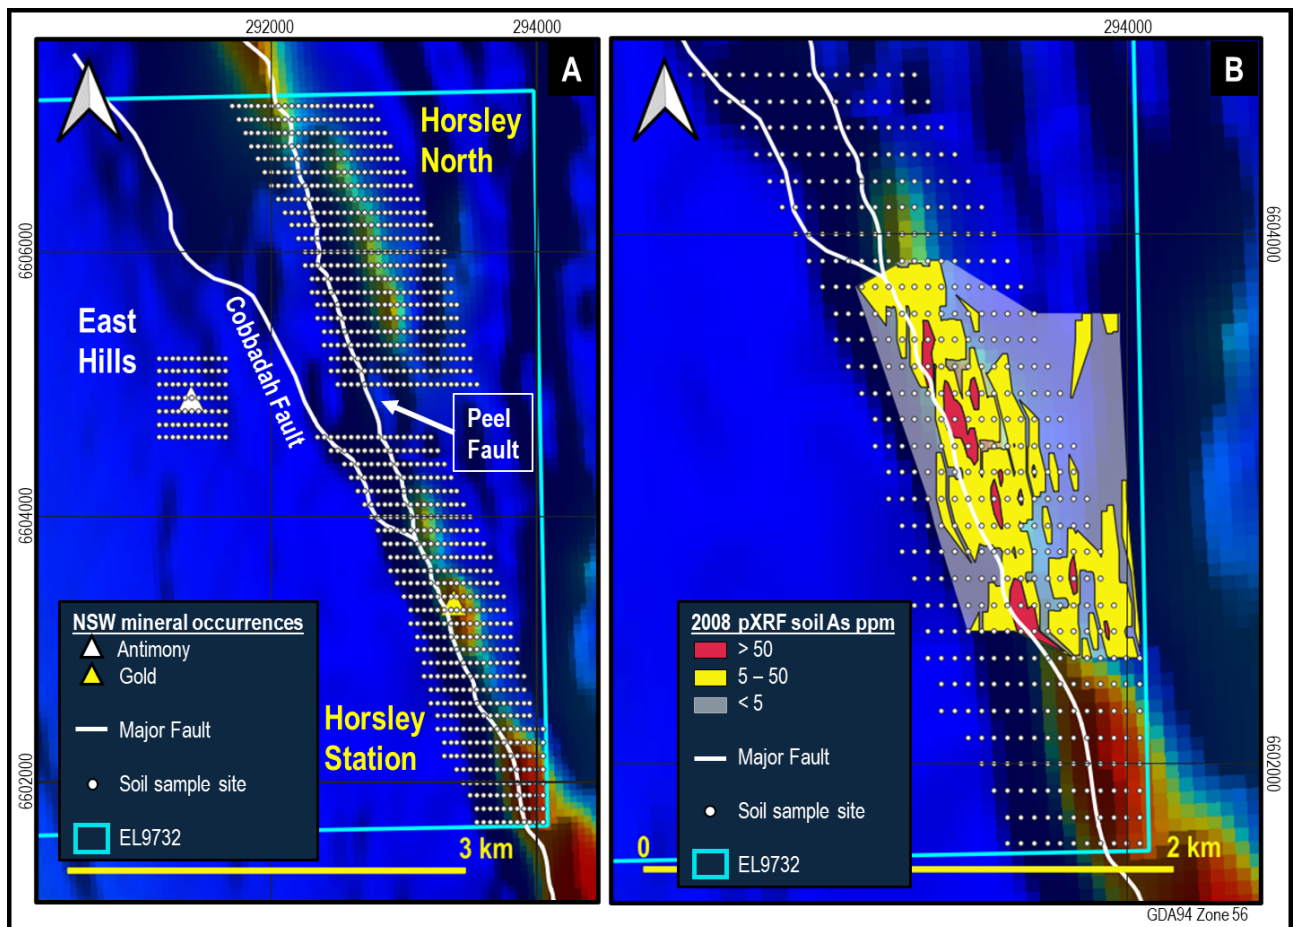 292000
294000
294000
A
B
Horsley
North
6606000
6604000
6602000
East
Hills
Cobbadah Fault
Peel
Fault
Horsley
Station
NSW mineral occurrences
Antimony
Gold
Major Fault
Soil sample site
EL9732
3 km
6604000
6602000
2008 pXRF soil As ppm
> 50
5 – 50
< 5
Major Fault
Soil sample site
EL9732
0
2 km
GDA94 Zone 56